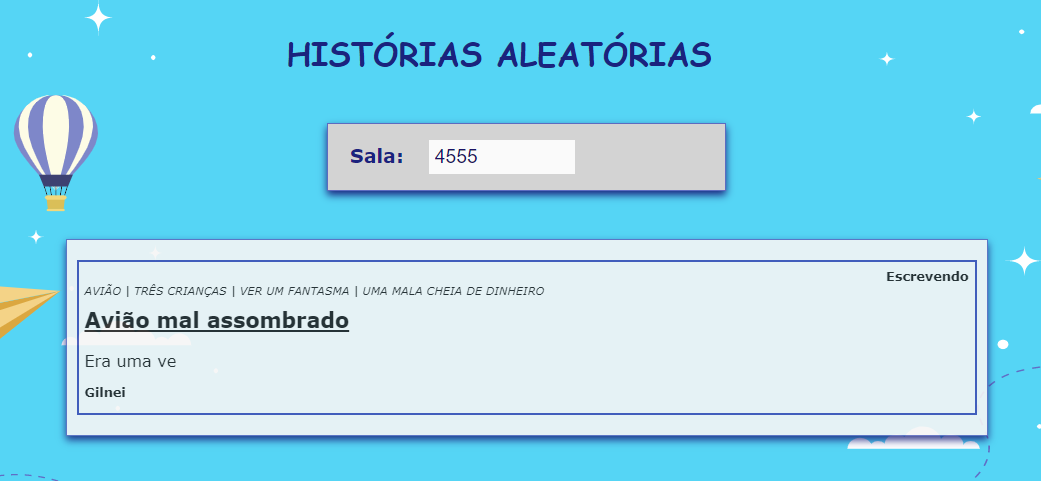 HISTÓRIAS ALEATÓRIAS
Sala: 4555
Escrevendo
AVIÃO | TRÊS CRIANÇAS | VER UM FANTASMA | UMA MALA CHEIA DE DINHEIRO
Avião mal assombrado
Era uma ve
Gilnei